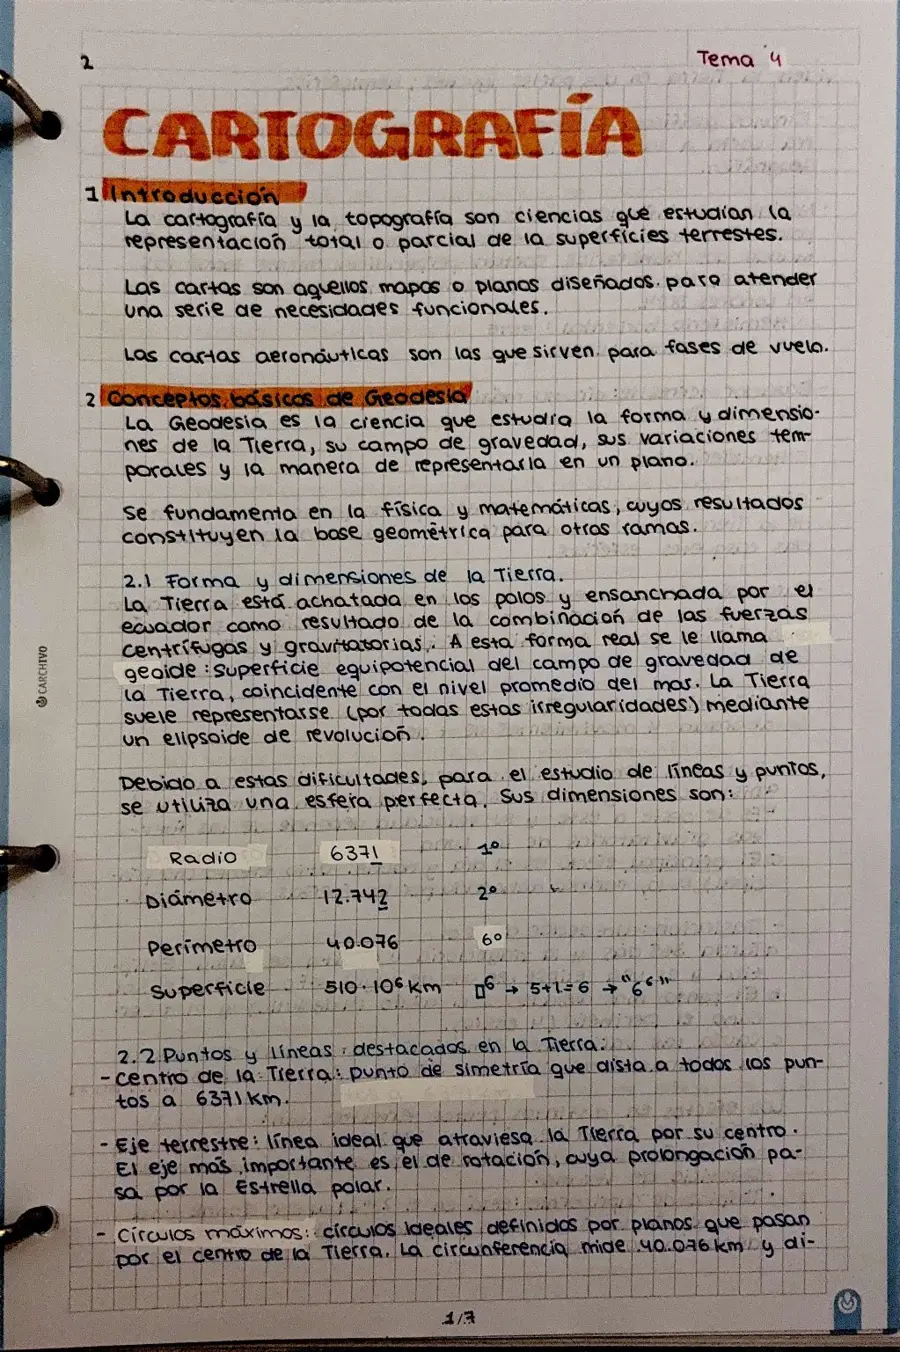 2
Tema 4
CARTOGRAFÍA
1 Introducción
La cartografía y la topografía son ciencias que estudian la
representación total o parcial de la superficies terrestes.
Las cartas son aquellos mapas o planos diseñados para atender
una serie de necesidades funcionales.
Las cartas aeronáuticas son las que sirven para fases de vuelo.
2 Conceptos básicos de Geodesia
La Geodesia es la ciencia que estudia la forma y dimensio-
nes de la Tierra, su campo de gravedad, sus variaciones tem-
porales y la manera de representarla en un plano.
Se fundamenta en la física y matemáticas, cuyos resultados
constituyen la base geométrica para otras ramas.
2.1 Forma y dimensiones de la Tierra.
La Tierra está achatada en los polos y ensanchada por el
ecuador como resultado de la combinación de las fuerzas
centrífugas y gravitatorias. A esta forma real se le llama
geoide: superficie equipotencial del campo de gravedad de
la Tierra, coincidente con el nivel promedio del mar. La Tierra
suele representarse (por todas estas irregularidades) mediante
un elipsoide de revolución.
Debido a estas dificultades, para el estudio de líneas y puntos,
se utiliza una esfera perfecta. Sus dimensiones son:
Radio 6371 1º
Diámetro 12.742 2º
Perímetro 40.076 6º
Superficie 510·10⁶ km □⁶ → 5+1=6 → "6⁶"
2.2 Puntos y líneas destacados en la Tierra:
- Centro de la Tierra: punto de simetría que dista a todos los pun-
tos a 6371 km.
- Eje terrestre: línea ideal que atraviesa la Tierra por su centro.
El eje más importante es el de rotación, cuya prolongación pa-
sa por la Estrella polar.
- Círculos máximos: círculos ideales definidos por planos que pasan
por el centro de la Tierra. La circunferencia mide 40.076 km y di-
1/7
CARCHIVO